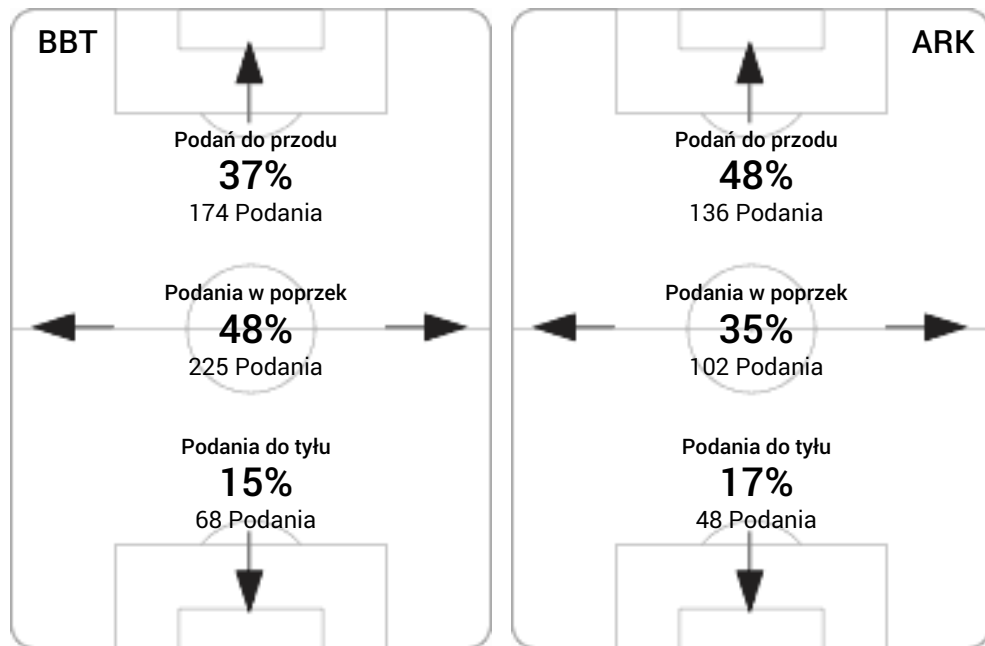 BBT
Podań do przodu
37%
174 Podania
Podania w poprzek
48%
225 Podania
Podania do tyłu
15%
68 Podania
ARK
Podań do przodu
48%
136 Podania
Podania w poprzek
35%
102 Podania
Podania do tyłu
17%
48 Podania